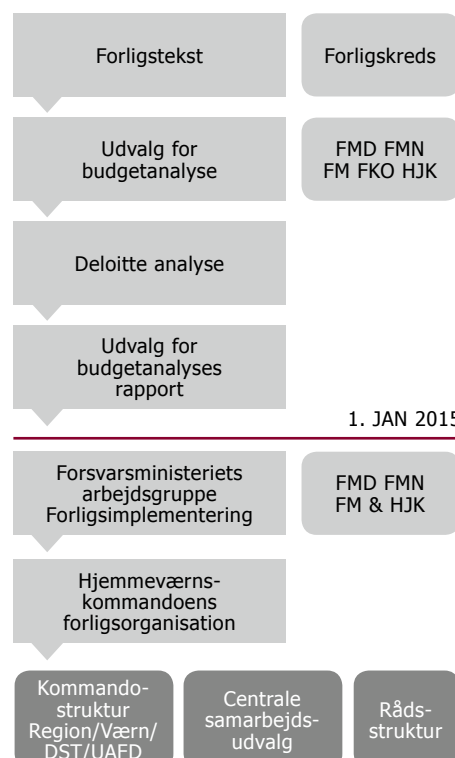 Forligstekst
Forligskreds
Udvalg for
budgetanalyse
FMD FMN
FM FKO HJK
Deloitte analyse
Udvalg for
budgetanalyses
rapport
1. JAN 2015
Forsvarsministeriets
arbejdsgruppe
Forligsimplementering
FMD FMN
FM & HJK
Hjemmeværns-
kommandoens
forligsorganisation
Kommando-
struktur
Region/Værn/
DST/UAFD
Centrale
samarbejds-
udvalg
Råds-
struktur